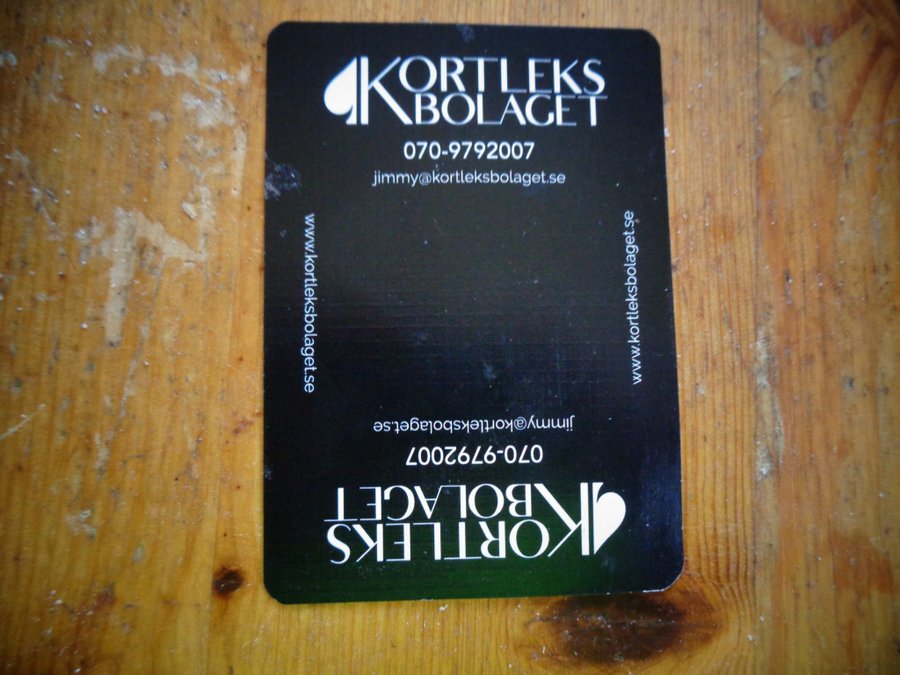 KORTLEKS
BOLAGET
070-9792007
jimmy@kortleksbolaget.se
www.kortleksbolaget.se
www.kortleksbolaget.se
jimmy@kortleksbolaget.se
070-9792007
KORTLEKS
BOLAGET